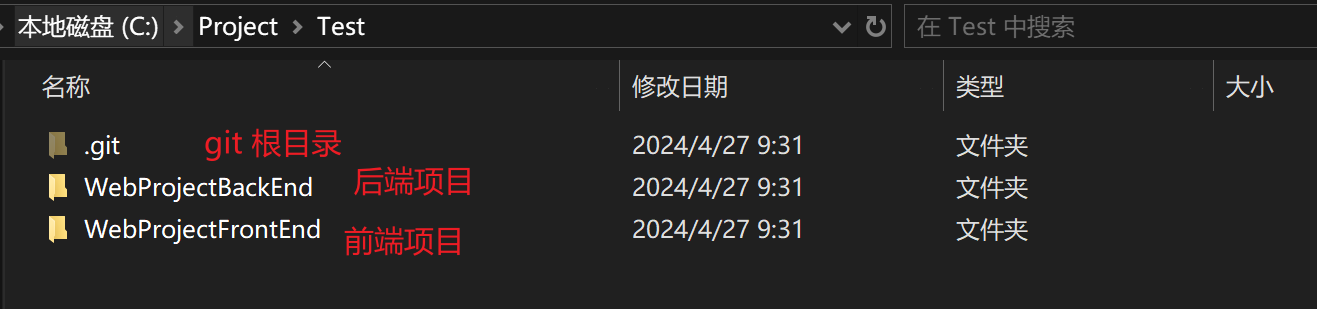 本地磁盘 (C:) Project Test 在 Test 中搜索
名称 修改日期 类型 大小
.git git 根目录 2024/4/27 9:31 文件夹
WebProjectBackEnd 后端项目 2024/4/27 9:31 文件夹
WebProjectFrontEnd 前端项目 2024/4/27 9:31 文件夹